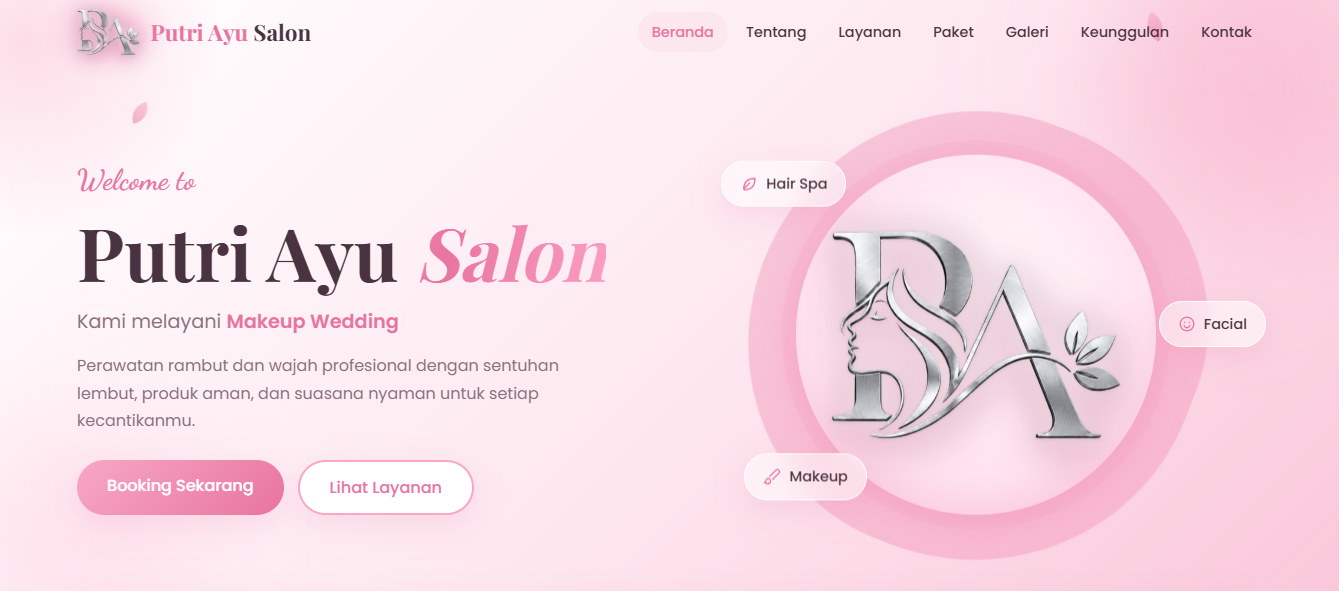 BA Putri Ayu Salon
Beranda Tentang Layanan Paket Galeri Keunggulan Kontak
Welcome to
Putri Ayu Salon
Kami melayani Makeup Wedding
Perawatan rambut dan wajah profesional dengan sentuhan
lembut, produk aman, dan suasana nyaman untuk setiap
kecantikanmu.
Booking Sekarang
Lihat Layanan
Hair Spa
BA
Facial
Makeup